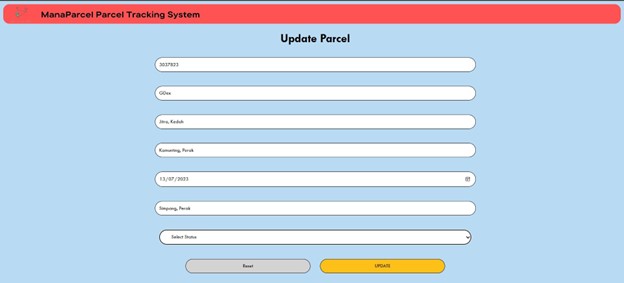 ManaParcel Parcel Tracking System
Update Parcel
3037823
GDex
Jitra, Kedah
Kamunting, Perak
13/07/2023
Simpang, Perak
Select Status
Reset
UPDATE